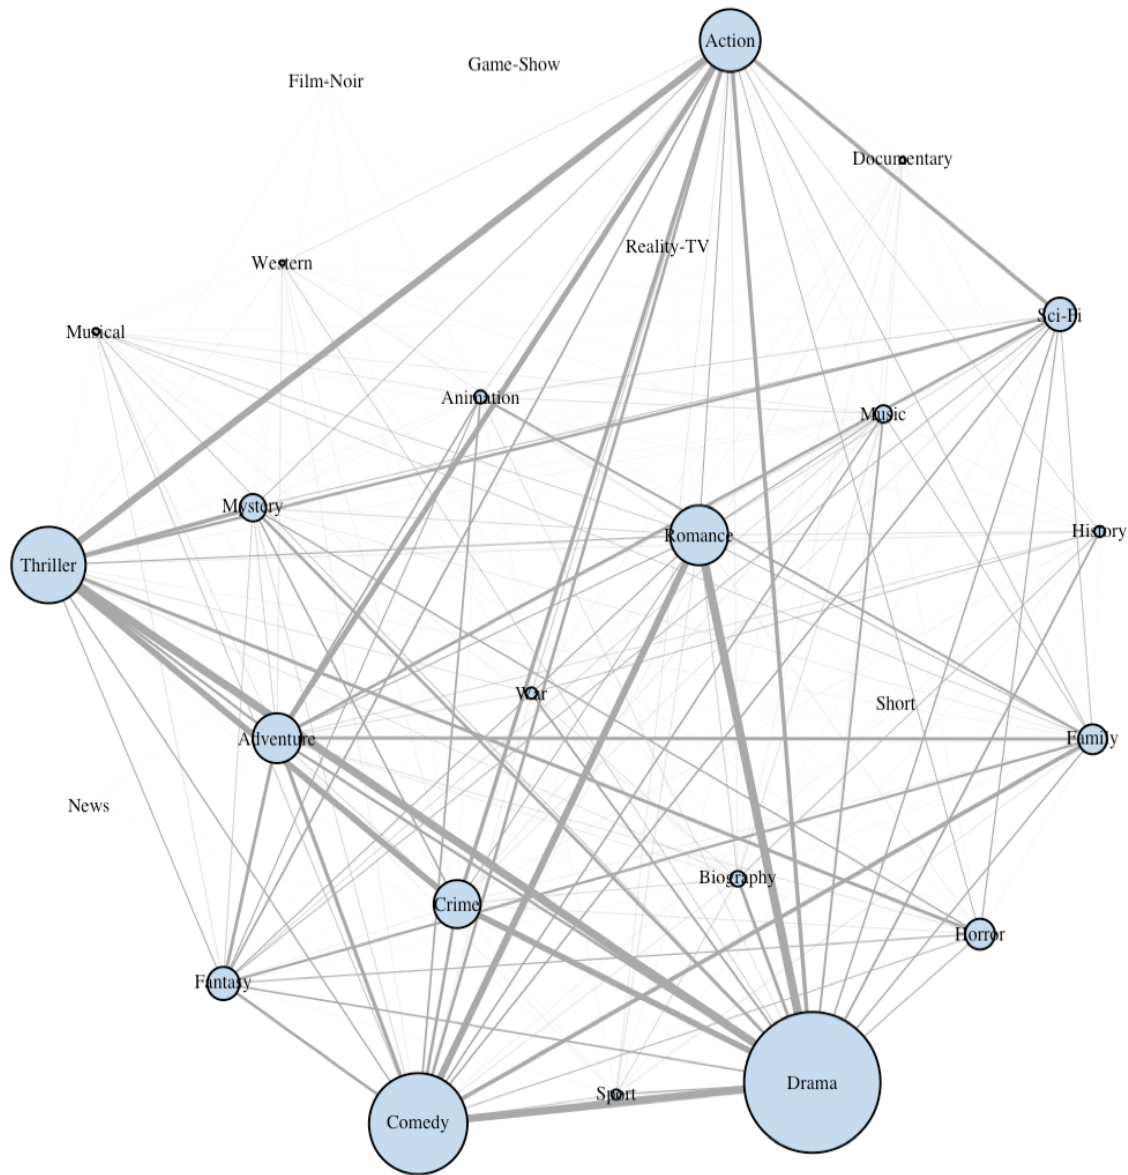 Action
Game-Show
Film-Noir
Documentary
Reality-TV
Western
Sci-Fi
Musical
Animation
Music
Mystery
History
Romance
Thriller
War
Short
Adventure
Family
News
Biography
Crime
Horror
Fantasy
Drama
Sport
Comedy